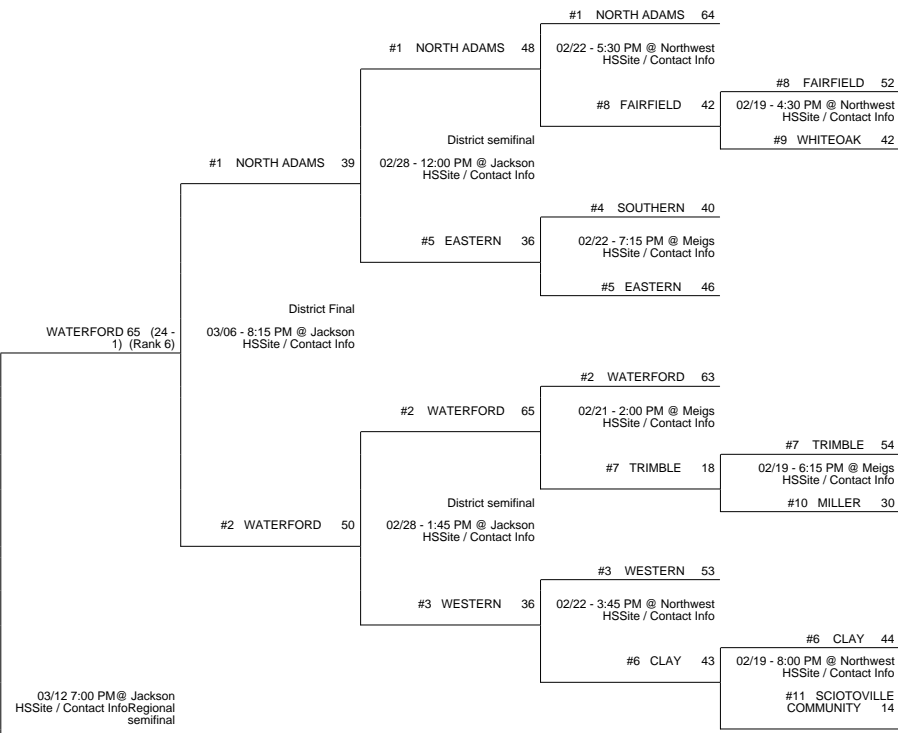 #1 NORTH ADAMS 64
#1 NORTH ADAMS 48
02/22 - 5:30 PM @ Northwest
HSSite / Contact Info
#8 FAIRFIELD 52
#8 FAIRFIELD 42
02/19 - 4:30 PM @ Northwest
HSSite / Contact Info
#9 WHITEOAK 42
District semifinal
#1 NORTH ADAMS 39
02/28 - 12:00 PM @ Jackson
HSSite / Contact Info
#4 SOUTHERN 40
#5 EASTERN 36
02/22 - 7:15 PM @ Meigs
HSSite / Contact Info
#5 EASTERN 46
District Final
WATERFORD 65 (24 -
1) (Rank 6)
03/06 - 8:15 PM @ Jackson
HSSite / Contact Info
#2 WATERFORD 63
#2 WATERFORD 65
02/21 - 2:00 PM @ Meigs
HSSite / Contact Info
#7 TRIMBLE 54
#7 TRIMBLE 18
02/19 - 6:15 PM @ Meigs
HSSite / Contact Info
#10 MILLER 30
District semifinal
#2 WATERFORD 50
02/28 - 1:45 PM @ Jackson
HSSite / Contact Info
#3 WESTERN 53
#3 WESTERN 36
02/22 - 3:45 PM @ Northwest
HSSite / Contact Info
#6 CLAY 44
#6 CLAY 43
02/19 - 8:00 PM @ Northwest
HSSite / Contact Info
#11 SCIOTOVILLE
COMMUNITY 14
03/12 7:00 PM@ Jackson
HSSite / Contact InfoRegional
semifinal